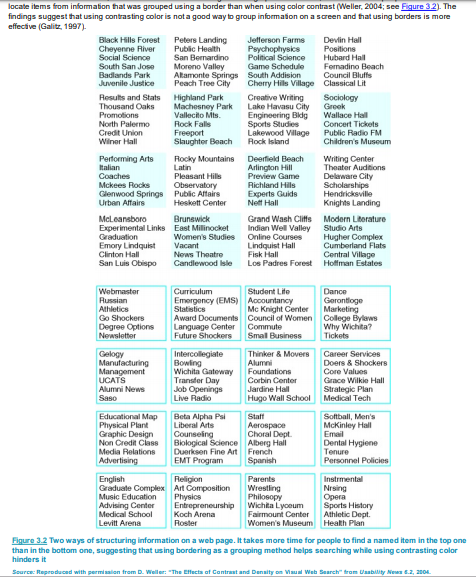 locate items from information that was grouped using a border than when using color contrast (Weller, 2004; see Figure 3.2). The
findings suggest that using contrasting color is not a good way to group information on a screen and that using borders is more
effective (Galitz, 1997).
Black Hills Forest Peters Landing Jefferson Farms Devlin Hall
Cheyenne River Public Health Psychophysics Positions
Social Science San Bernardino Political Science Hubard Hall
South San Jose Moreno Valley Game Schedule Fernadino Beach
Badlands Park Altamonte Springs South Addision Council Bluffs
Juvenile Justice Peach Tree City Cherry Hills Village Classical Lit
Results and Stats Highland Park Creative Writing Sociology
Thousand Oaks Machesney Park Lake Havasu City Greek
Promotions Vallecito Mts. Engineering Bldg Wallace Hall
North Palermo Rock Falls Sports Studies Concert Tickets
Credit Union Freeport Lakewood Village Public Radio FM
Wilner Hall Slaughter Beach Rock Island Children's Museum
Performing Arts Rocky Mountains Deerfield Beach Writing Center
Italian Latin Arlington Hill Theater Auditions
Coaches Pleasant Hills Preview Game Delaware City
Mckees Rocks Observatory Richland Hills Scholarships
Glenwood Springs Public Affairs Experts Guids Hendricksville
Urban Affairs Heskett Center Neff Hall Knights Landing
McLeansboro Brunswick Grand Wash Cliffs Modern Literature
Experimental Links East Millinocket Indian Well Valley Studio Arts
Graduation Women's Studies Online Courses Hugher Complex
Emory Lindquist Vacant Lindquist Hall Cumberland Flats
Clinton Hall News Theatre Fisk Hall Central Village
San Luis Obispo Candlewood Isle Los Padres Forest Hoffman Estates
Webmaster Curriculum Student Life Dance
Russian Emergency (EMS) Accountancy Gerontloge
Athletics Statistics Mc Knight Center Marketing
Go Shockers Award Documents Council of Women College Bylaws
Degree Options Language Center Commute Why Wichita?
Newsletter Future Shockers Small Business Tickets
Gelogy Intercollegiate Thinker & Movers Career Services
Manufacturing Bowling Alumni Doers & Shockers
Management Wichita Gateway Foundations Core Values
UCATS Transfer Day Corbin Center Grace Wilkie Hall
Alumni News Job Openings Jardine Hall Strategic Plan
Saso Live Radio Hugo Wall School Medical Tech
Educational Map Beta Alpha Psi Staff Softball, Men's
Physical Plant Liberal Arts Aerospace McKinley Hall
Graphic Design Counseling Choral Dept. Email
Non Credit Class Biological Science Alberg Hall Dental Hygiene
Media Relations Duerksen Fine Art French Tenure
Advertising EMT Program Spanish Personnel Policies
English Religion Parents Instrmental
Graduate Complex Art Composition Wrestling Nrsing
Music Education Physics Philosopy Opera
Advising Center Entrepreneurship Wichita Lyceum Sports History
Medical School Koch Arena Fairmount Center Athletic Dept.
Levitt Arena Roster Women's Museum Health Plan
Figure 3.2 Two ways of structuring information on a web page. It takes more time for people to find a named item in the top one
than in the bottom one, suggesting that using bordering as a grouping method helps searching while using contrasting color
hinders it
Source: Reproduced with permission from D. Weller: "The Effects of Contrast and Density on Visual Web Search" from Usability News 6.2, 2004.